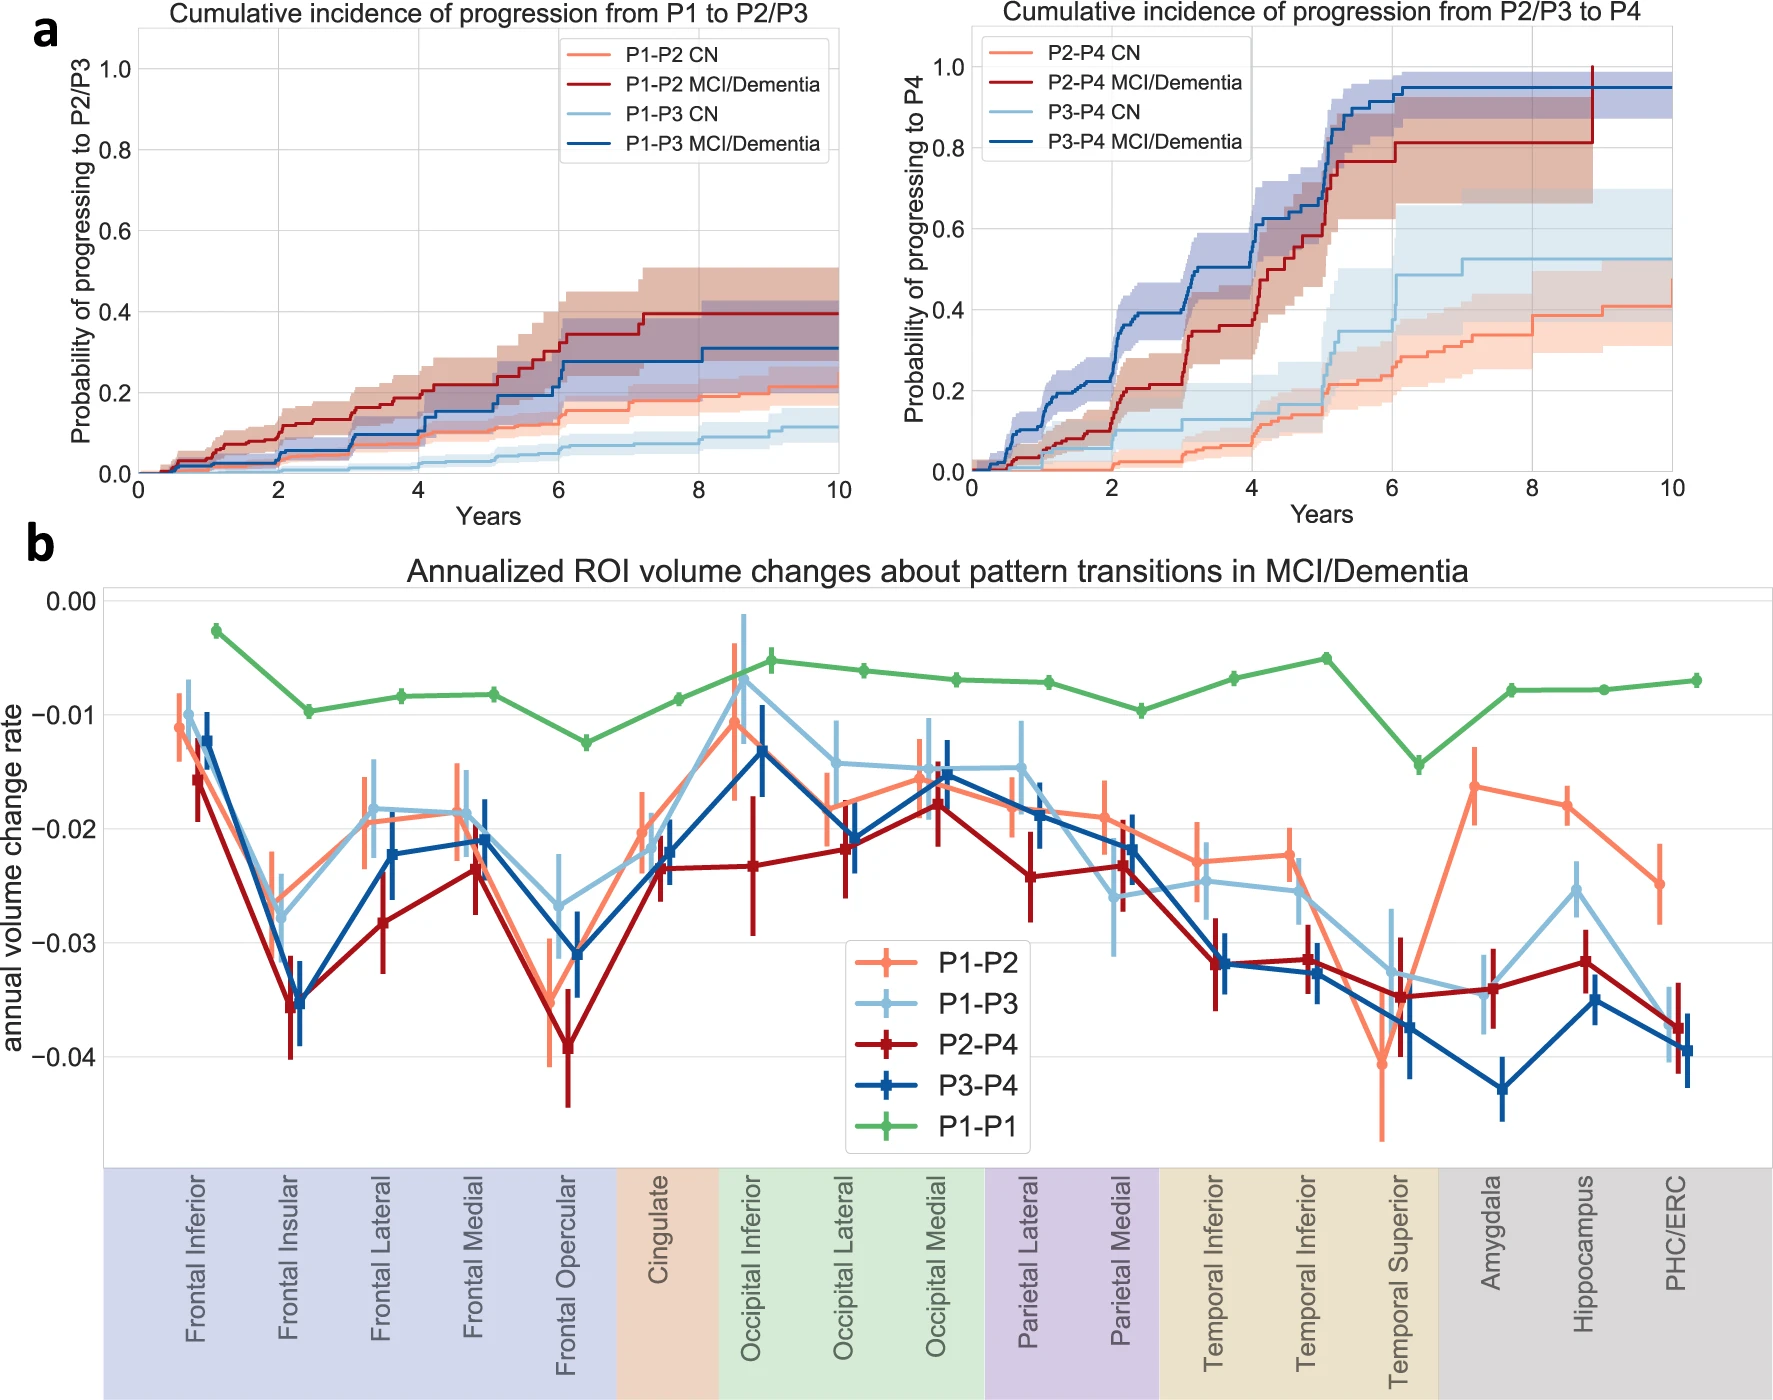 a
Cumulative incidence of progression from P1 to P2/P3
Probability of progressing to P2/P3
1.0
0.8
0.6
0.4
0.2
0.0
P1-P2 CN
P1-P2 MCI/Dementia
P1-P3 CN
P1-P3 MCI/Dementia
0 2 4 6 8 10
Years
Cumulative incidence of progression from P2/P3 to P4
Probability of progressing to P4
1.0
0.8
0.6
0.4
0.2
0.0
P2-P4 CN
P2-P4 MCI/Dementia
P3-P4 CN
P3-P4 MCI/Dementia
0 2 4 6 8 10
Years
b
Annualized ROI volume changes about pattern transitions in MCI/Dementia
annual volume change rate
0.00
−0.01
−0.02
−0.03
−0.04
P1-P2
P1-P3
P2-P4
P3-P4
P1-P1
Frontal Inferior
Frontal Insular
Frontal Lateral
Frontal Medial
Frontal Opercular
Cingulate
Occipital Inferior
Occipital Lateral
Occipital Medial
Parietal Lateral
Parietal Medial
Temporal Inferior
Temporal Inferior
Temporal Superior
Amygdala
Hippocampus
PHC/ERC